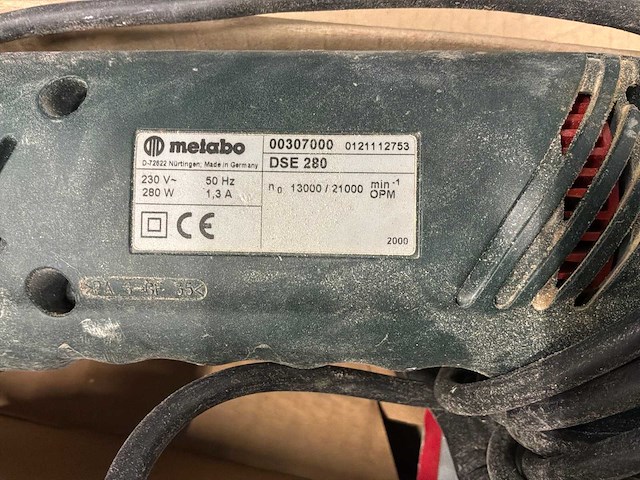 metabo
D-72622 Nürtingen, Made in Germany
230 V~ 50 Hz
280 W 1,3 A
CE
00307000 0121112753
DSE 280
n0 13000 / 21000 min-1
OPM
2000